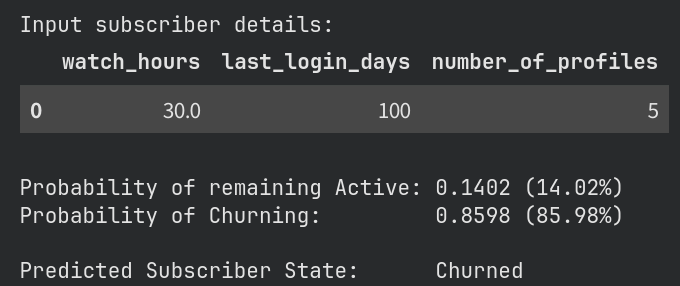 Input subscriber details:
watch_hours last_login_days number_of_profiles
0 30.0 100 5
Probability of remaining Active: 0.1402 (14.02%)
Probability of Churning: 0.8598 (85.98%)
Predicted Subscriber State: Churned